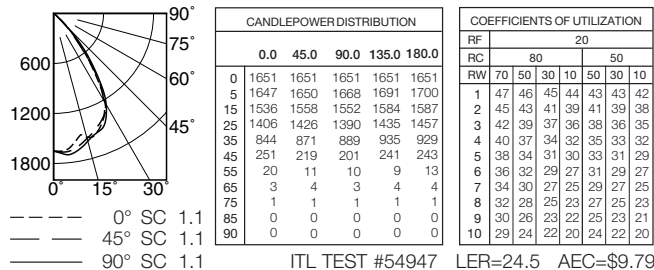 90°
75°
60°
45°
600
1200
1800
0° 15° 30°
0° SC 1.1
45° SC 1.1
90° SC 1.1
CANDLEPOWER DISTRIBUTION
0.0 45.0 90.0 135.0 180.0
0 1651 1651 1651 1651 1651
5 1647 1650 1668 1691 1700
15 1536 1558 1552 1584 1587
25 1406 1426 1390 1435 1457
35 844 871 889 935 929
45 251 219 201 241 243
55 20 11 10 9 13
65 3 4 3 4 4
75 1 1 1 1 1
85 0 0 0 0 0
90 0 0 0 0 0
ITL TEST #54947
COEFFICIENTS OF UTILIZATION
RF 20
RC 80 50
RW 70 50 30 10 50 30 10
1 47 46 45 44 43 43 42
2 45 43 41 39 41 39 38
3 42 39 37 36 38 36 35
4 40 37 34 32 35 33 32
5 38 34 31 30 33 31 29
6 36 32 29 27 31 29 27
7 34 30 27 25 29 27 25
8 32 28 25 23 27 25 23
9 30 26 23 22 25 23 21
10 29 24 22 20 24 22 20
LER=24.5 AEC=$9.79